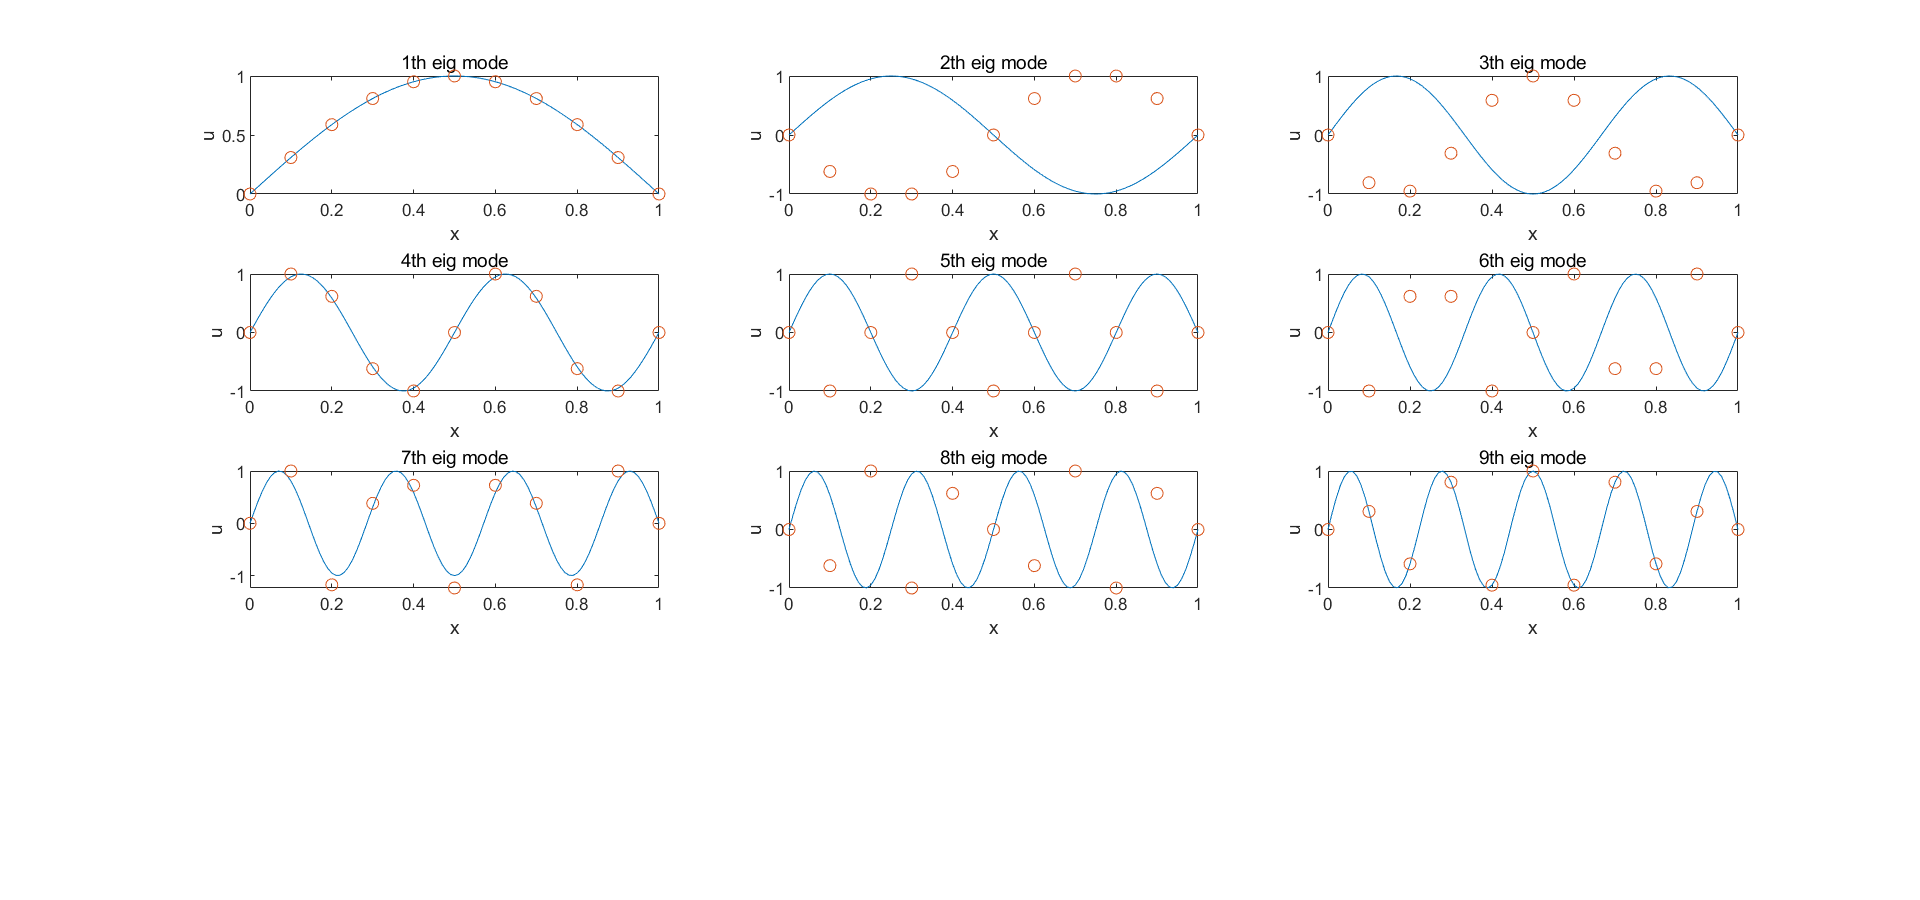 1th eig mode
1
0.5
0
u
0 0.2 0.4 0.6 0.8 1
x
2th eig mode
1
0
-1
u
0 0.2 0.4 0.6 0.8 1
x
3th eig mode
1
0
-1
u
0 0.2 0.4 0.6 0.8 1
x
4th eig mode
1
0
-1
u
0 0.2 0.4 0.6 0.8 1
x
5th eig mode
1
0
-1
u
0 0.2 0.4 0.6 0.8 1
x
6th eig mode
1
0
-1
u
0 0.2 0.4 0.6 0.8 1
x
7th eig mode
1
0
-1
u
0 0.2 0.4 0.6 0.8 1
x
8th eig mode
1
0
-1
u
0 0.2 0.4 0.6 0.8 1
x
9th eig mode
1
0
-1
u
0 0.2 0.4 0.6 0.8 1
x